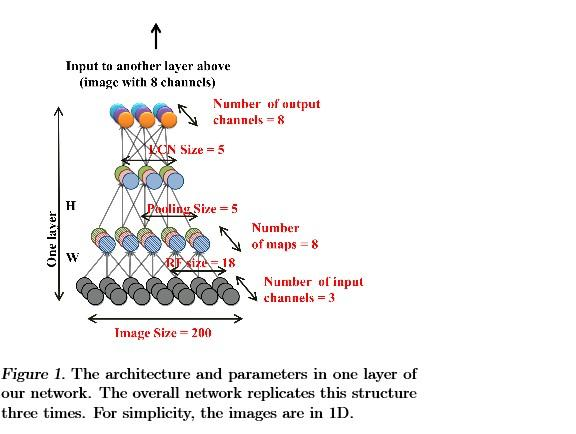 Input to another layer above
(image with 8 channels)
Number of output
channels = 8
LCN Size = 5
H
Pooling Size = 5
Number
of maps = 8
One layer
W
RF size = 18
Number of input
channels = 3
Image Size = 200
Figure 1. The architecture and parameters in one layer of
our network. The overall network replicates this structure
three times. For simplicity, the images are in 1D.